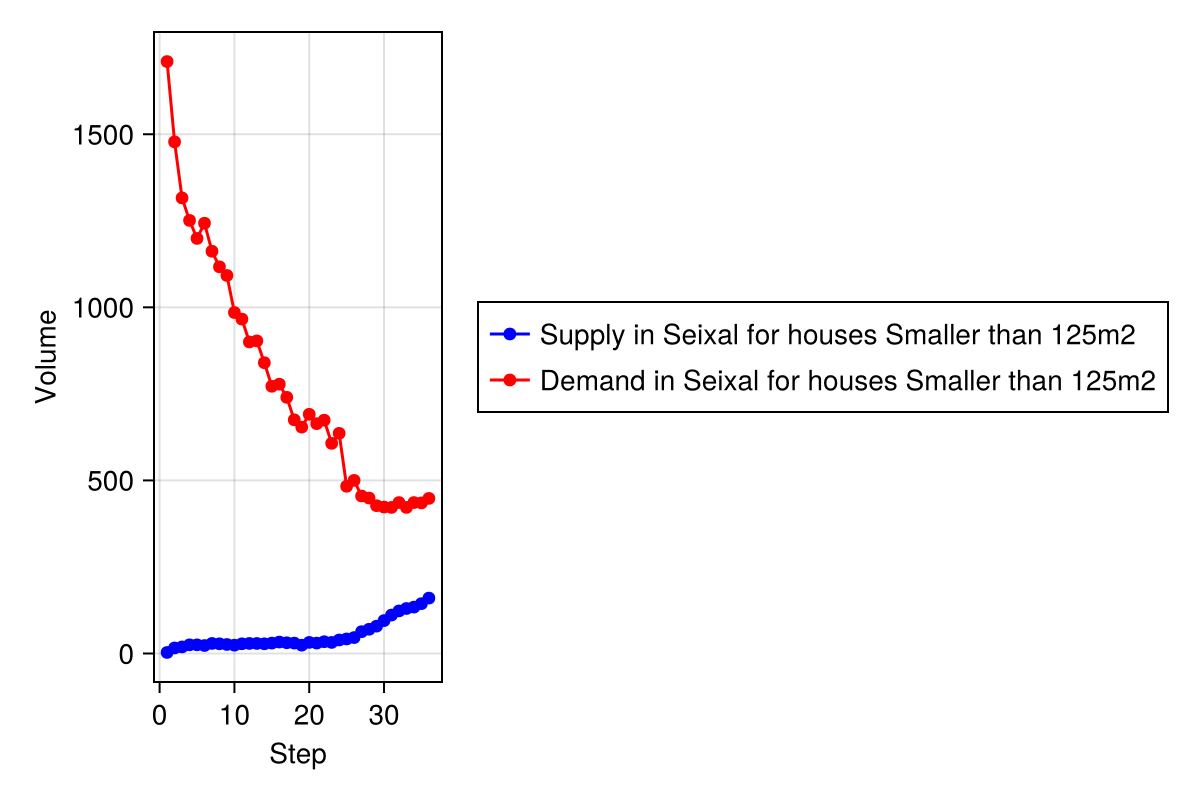 Volume
1500
1000
500
0
0 10 20 30
Step
Supply in Seixal for houses Smaller than 125m2
Demand in Seixal for houses Smaller than 125m2